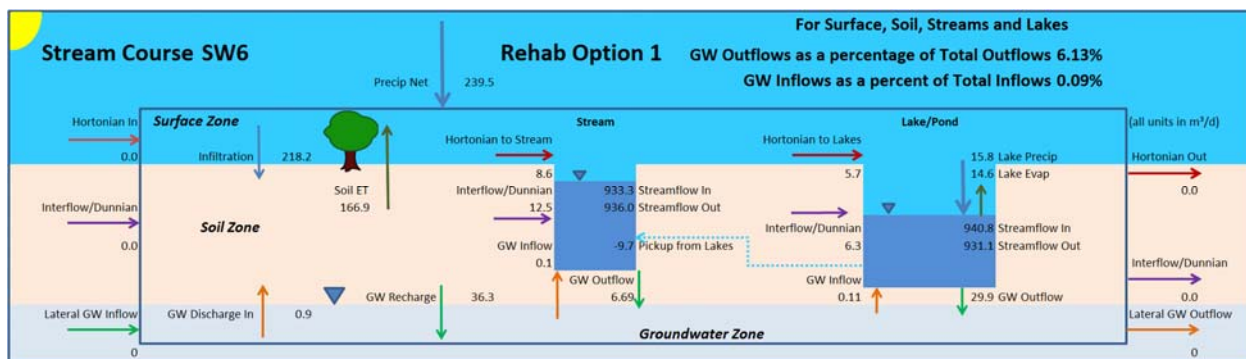 For Surface, Soil, Streams and Lakes
Stream Course SW6
Rehab Option 1
GW Outflows as a percentage of Total Outflows 6.13%
GW Inflows as a percent of Total Inflows 0.09%
Precip Net 239.5
Hortonian In
Surface Zone
Stream
Lake/Pond
(all units in m³/d)
Hortonian to Stream
Hortonian to Lakes
0.0
Infiltration 218.2
15.8 Lake Precip
Hortonian Out
8.6
5.7
14.6 Lake Evap
0.0
Soil ET
166.9
Interflow/Dunnian
933.3 Streamflow In
12.5
936.0 Streamflow Out
Interflow/Dunnian
Soil Zone
0.0
Interflow/Dunnian
940.8 Streamflow In
6.3
931.1 Streamflow Out
GW Inflow
-9.7 Pickup from Lakes
0.1
Interflow/Dunnian
GW Outflow
6.69
GW Inflow
0.11
29.9 GW Outflow
0.0
GW Recharge 36.3
Lateral GW Inflow
GW Discharge In 0.9
Lateral GW Outflow
Groundwater Zone
0
0